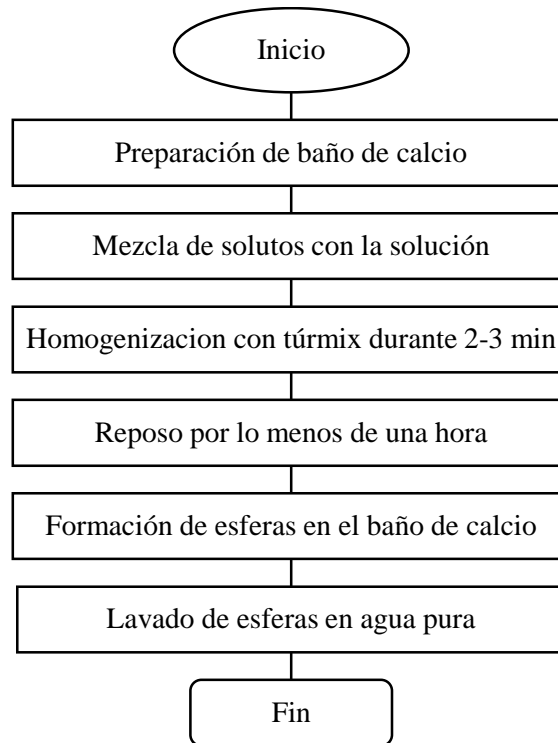 Inicio
Preparación de baño de calcio
Mezcla de solutos con la solución
Homogenizacion con túrmix durante 2-3 min
Reposo por lo menos de una hora
Formación de esferas en el baño de calcio
Lavado de esferas en agua pura
Fin